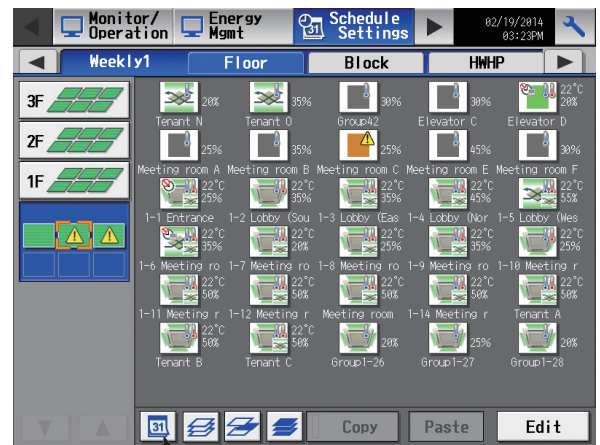 Monitor/ Operation
Energy Mgmt
31 Schedule Settings
02/19/2014
03:23PM
Weekly1 Floor Block HWHP
3F
2F
1F
20% 35% 30% 30% 22°C 20%
Tenant N Tenant O Group42 Elevator C Elevator D
25% 35% 25% 45% 30%
Meeting room A Meeting room B Meeting room C Meeting room E Meeting room F
22°C 25% 22°C 35% 22°C 35% 22°C 45% 22°C 55%
1-1 Entrance 1-2 Lobby (Sou 1-3 Lobby (Eas 1-4 Lobby (Nor 1-5 Lobby (Wes
22°C 35% 22°C 20% 22°C 25% 22°C 35% 22°C 25%
1-6 Meeting ro 1-7 Meeting ro 1-8 Meeting ro 1-9 Meeting ro 1-10 Meeting r
22°C 50% 22°C 50% 22°C 50% 22°C 50% 22°C 50%
1-11 Meeting r 1-12 Meeting r Meeting room 1-14 Meeting r Tenant A
22°C 50% 22°C 50% 20% 25% 20%
Tenant B Tenant C Group1-26 Group1-27 Group1-28
31 Copy Paste Edit